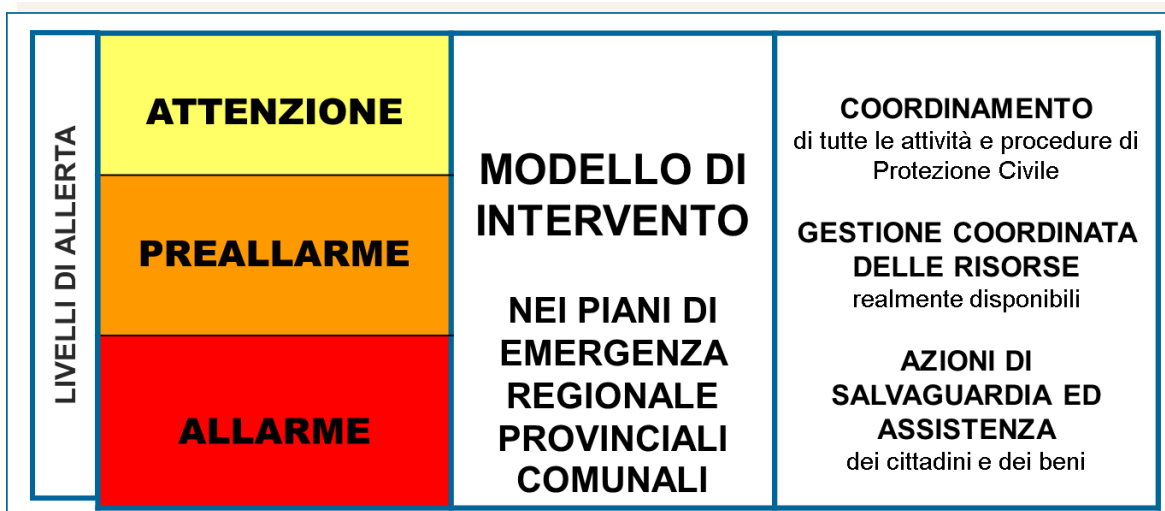 LIVELLI DI ALLERTA
ATTENZIONE
PREALLARME
ALLARME
MODELLO DI
INTERVENTO
NEI PIANI DI
EMERGENZA
REGIONALE
PROVINCIALI
COMUNALI
COORDINAMENTO
di tutte le attività e procedure di
Protezione Civile
GESTIONE COORDINATA
DELLE RISORSE
realmente disponibili
AZIONI DI
SALVAGUARDIA ED
ASSISTENZA
dei cittadini e dei beni